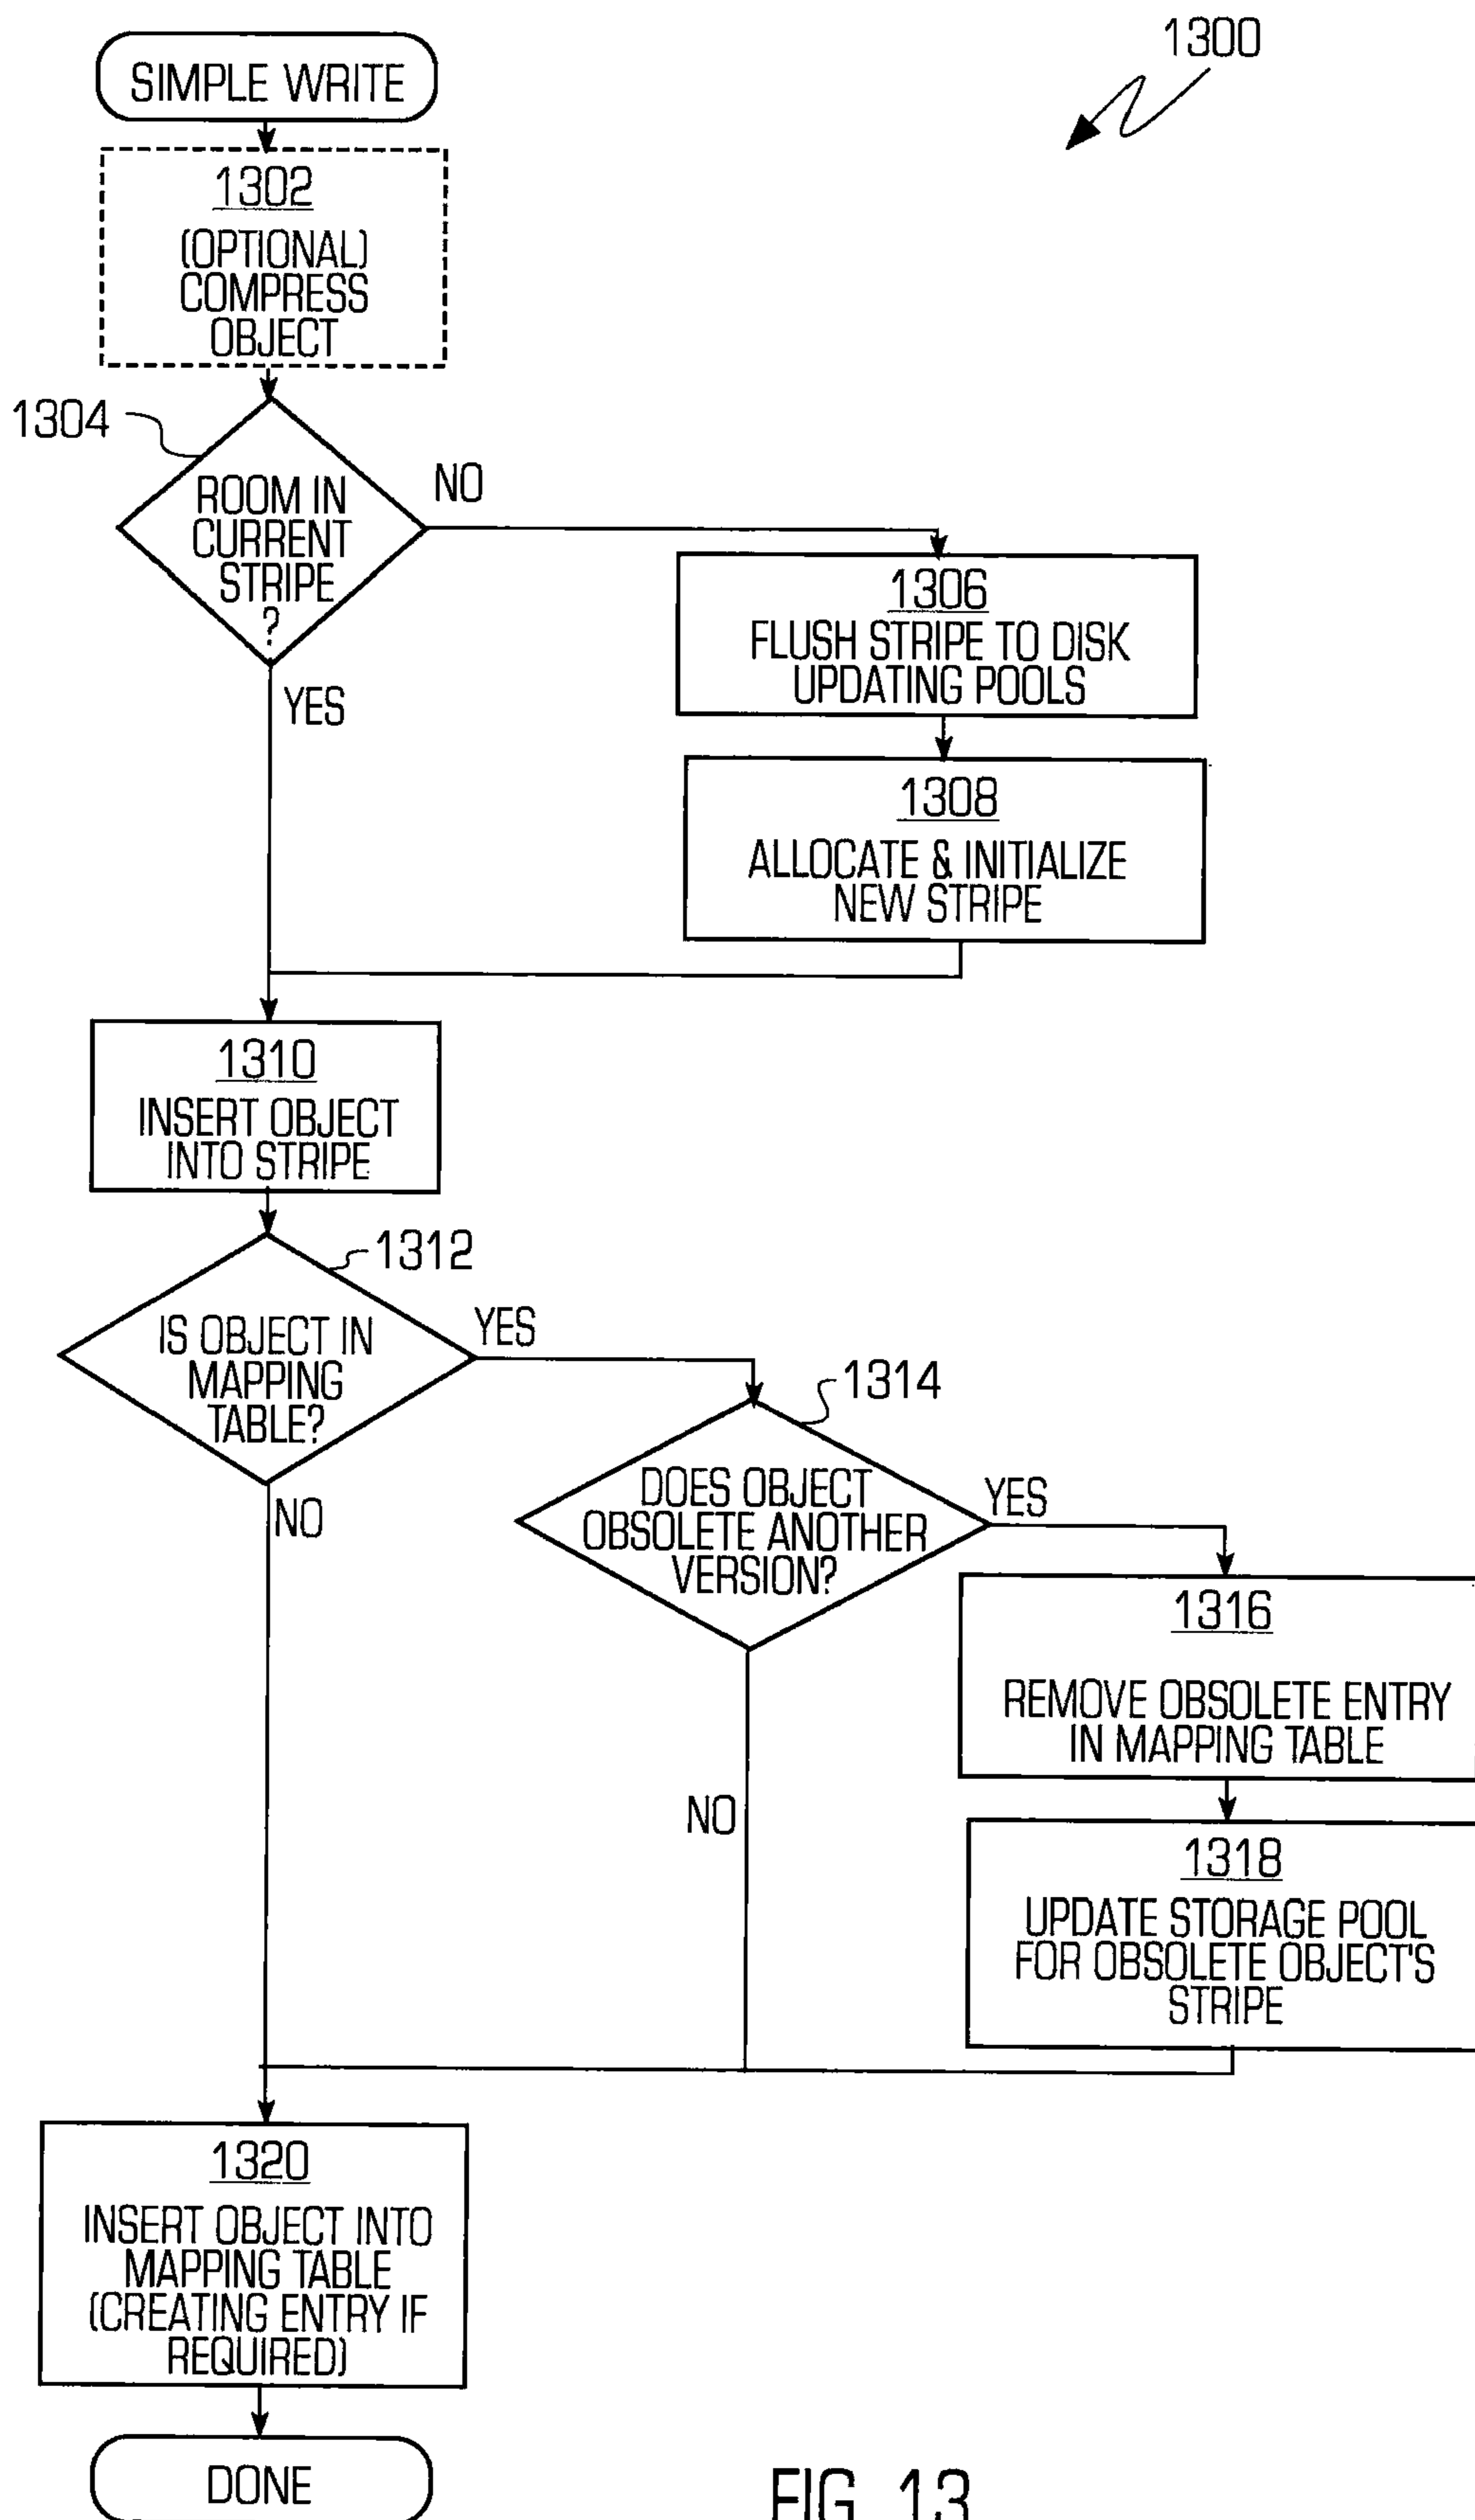 1300
SIMPLE WRITE
1302
(OPTIONAL)
COMPRESS
OBJECT
1304
ROOM IN
CURRENT
STRIPE
?
NO
YES
1306
FLUSH STRIPE TO DISK
UPDATING POOLS
1308
ALLOCATE & INITIALIZE
NEW STRIPE
1310
INSERT OBJECT
INTO STRIPE
1312
IS OBJECT IN
MAPPING
TABLE?
YES
NO
1314
DOES OBJECT
OBSOLETE ANOTHER
VERSION?
YES
NO
1316
REMOVE OBSOLETE ENTRY
IN MAPPING TABLE
1318
UPDATE STORAGE POOL
FOR OBSOLETE OBJECT'S
STRIPE
1320
INSERT OBJECT INTO
MAPPING TABLE
(CREATING ENTRY IF
REQUIRED)
DONE
FIG. 13